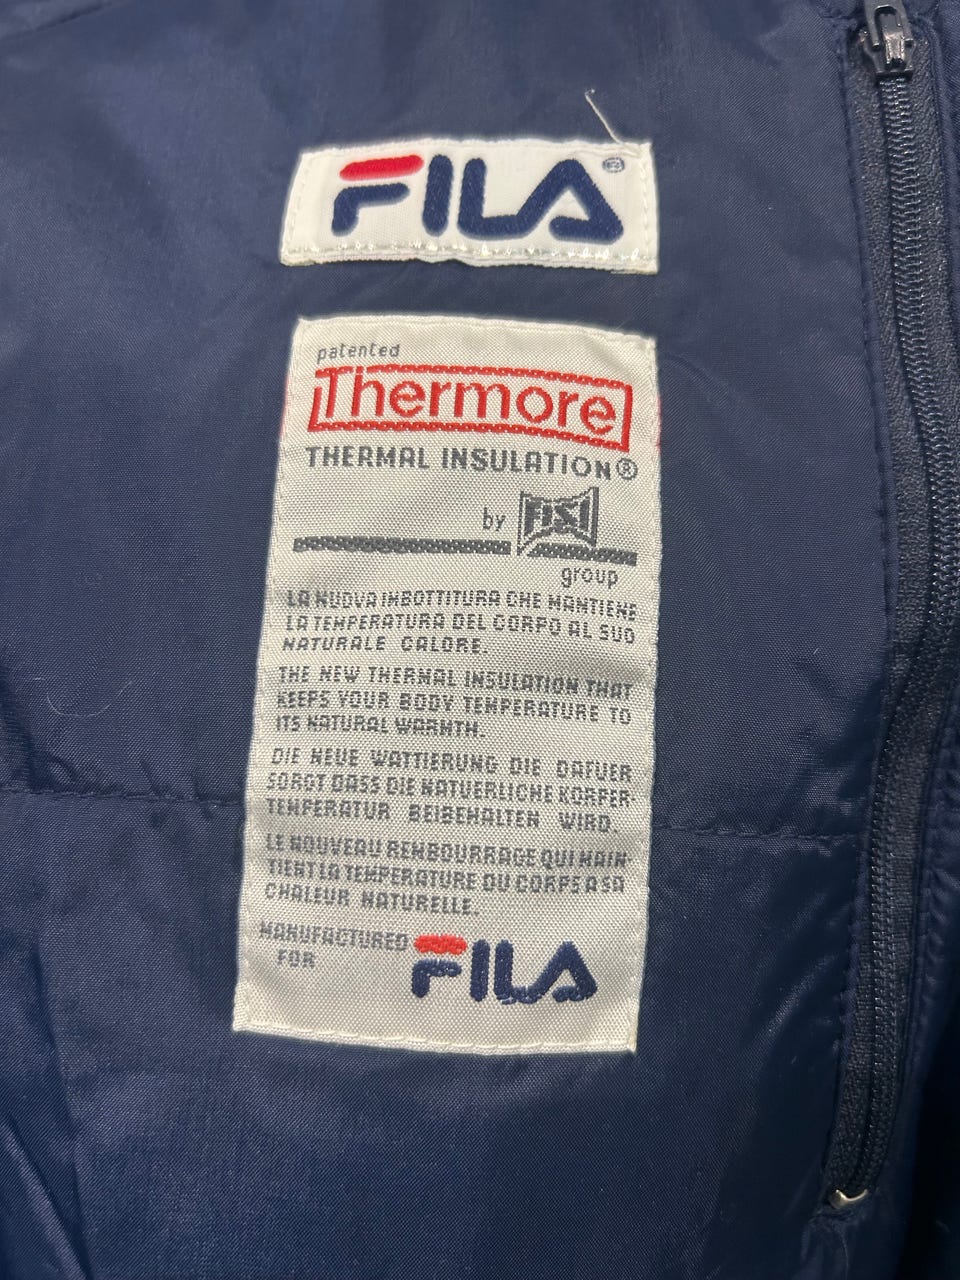 FILA®
patented
Thermore
THERMAL INSULATION®
by FISI
group
LA NUOVA IMBOTTITURA CHE MANTIENE
LA TEMPERATURA DEL CORPO AL SUO
NATURALE CALORE.
THE NEW THERMAL INSULATION THAT
KEEPS YOUR BODY TEMPERATURE TO
ITS NATURAL WARMTH.
DIE NEUE WATTIERUNG DIE DAFUER
SORGT DASS DIE NATUERLICHE KORPER-
TEMPERATUR BEIBEHALTEN WIRD.
LE NOUVEAU REMBOURRAGE QUI MAIN-
TIENT LA TEMPERATURE DU CORPS A SA
CHALEUR NATURELLE.
MANUFACTURED
FOR
FILA